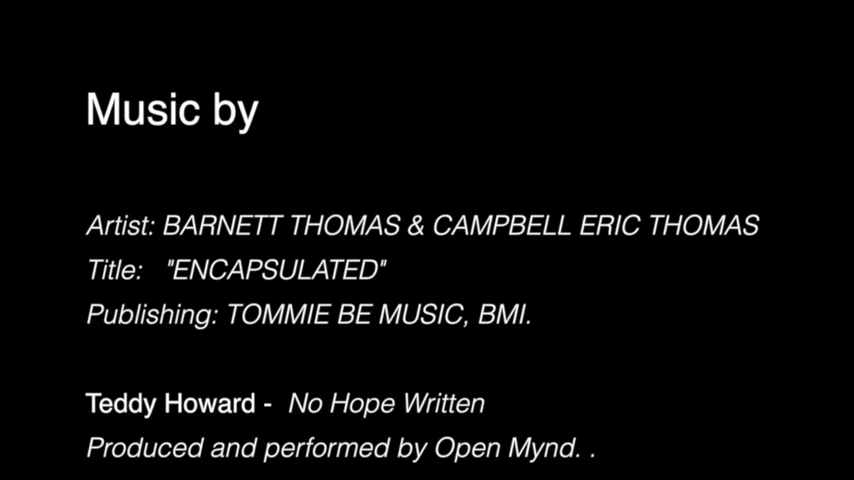 Music by
Artist: BARNETT THOMAS & CAMPBELL ERIC THOMAS
Title: "ENCAPSULATED"
Publishing: TOMMIE BE MUSIC, BMI.
Teddy Howard - No Hope Written
Produced and performed by Open Mynd. .